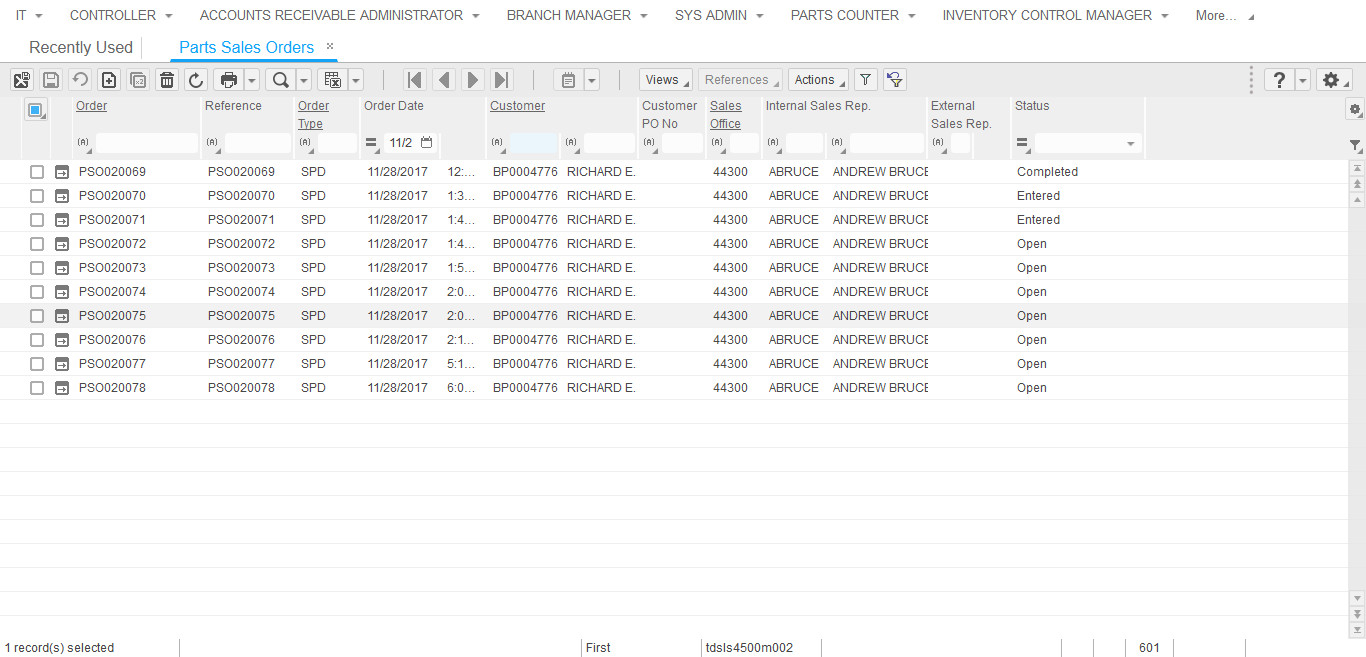 IT CONTROLLER ACCOUNTS RECEIVABLE ADMINISTRATOR BRANCH MANAGER SYS ADMIN PARTS COUNTER INVENTORY CONTROL MANAGER More...
Recently Used Parts Sales Orders ×
Views References Actions ?
Order Reference Order Type Order Date Customer Customer PO No Sales Office Internal Sales Rep. External Sales Rep. Status
(A) (A) (A) = 11/2 (A) (A) (A) (A) (A) (A) (A) =
PSO020069 PSO020069 SPD 11/28/2017 12:... BP0004776 RICHARD E. 44300 ABRUCE ANDREW BRUCE Completed
PSO020070 PSO020070 SPD 11/28/2017 1:3... BP0004776 RICHARD E. 44300 ABRUCE ANDREW BRUCE Entered
PSO020071 PSO020071 SPD 11/28/2017 1:4... BP0004776 RICHARD E. 44300 ABRUCE ANDREW BRUCE Entered
PSO020072 PSO020072 SPD 11/28/2017 1:4... BP0004776 RICHARD E. 44300 ABRUCE ANDREW BRUCE Open
PSO020073 PSO020073 SPD 11/28/2017 1:5... BP0004776 RICHARD E. 44300 ABRUCE ANDREW BRUCE Open
PSO020074 PSO020074 SPD 11/28/2017 2:0... BP0004776 RICHARD E. 44300 ABRUCE ANDREW BRUCE Open
PSO020075 PSO020075 SPD 11/28/2017 2:0... BP0004776 RICHARD E. 44300 ABRUCE ANDREW BRUCE Open
PSO020076 PSO020076 SPD 11/28/2017 2:1... BP0004776 RICHARD E. 44300 ABRUCE ANDREW BRUCE Open
PSO020077 PSO020077 SPD 11/28/2017 5:1... BP0004776 RICHARD E. 44300 ABRUCE ANDREW BRUCE Open
PSO020078 PSO020078 SPD 11/28/2017 6:0... BP0004776 RICHARD E. 44300 ABRUCE ANDREW BRUCE Open
1 record(s) selected First tdsls4500m002 601